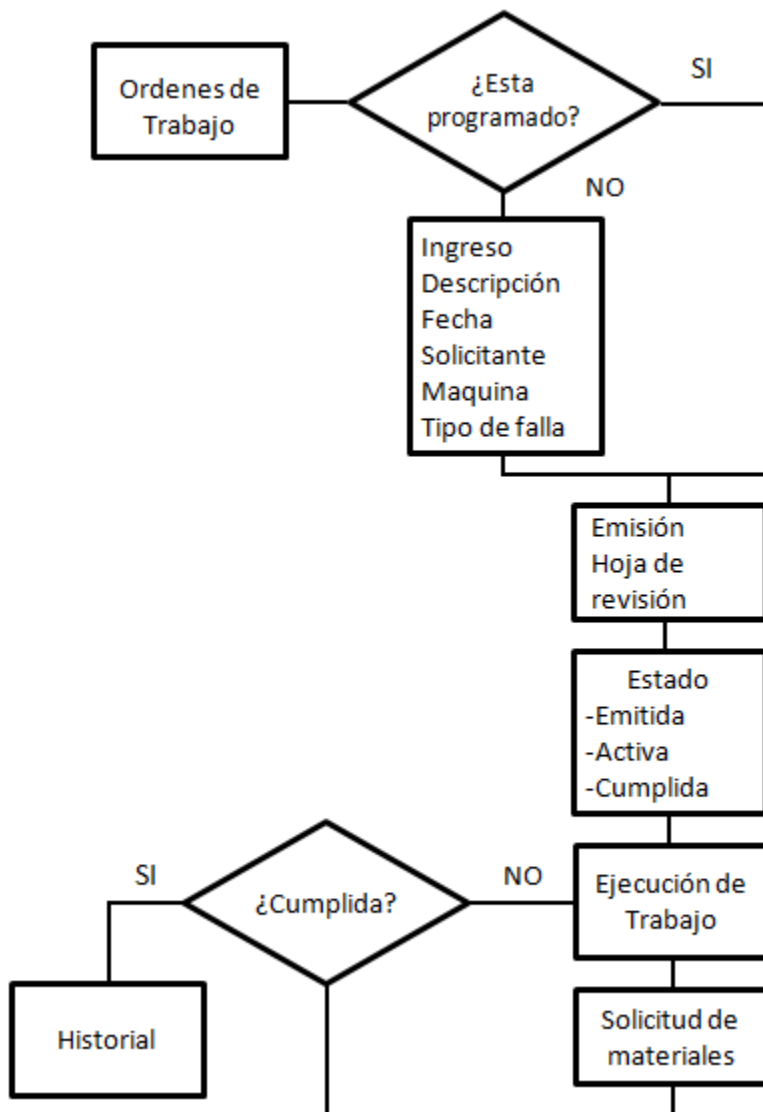 Ordenes de
Trabajo
¿Esta
programado?
SI
NO
Ingreso
Descripción
Fecha
Solicitante
Maquina
Tipo de falla
Emisión
Hoja de
revisión
Estado
-Emitida
-Activa
-Cumplida
SI
¿Cumplida?
NO
Ejecución de
Trabajo
Historial
Solicitud de
materiales